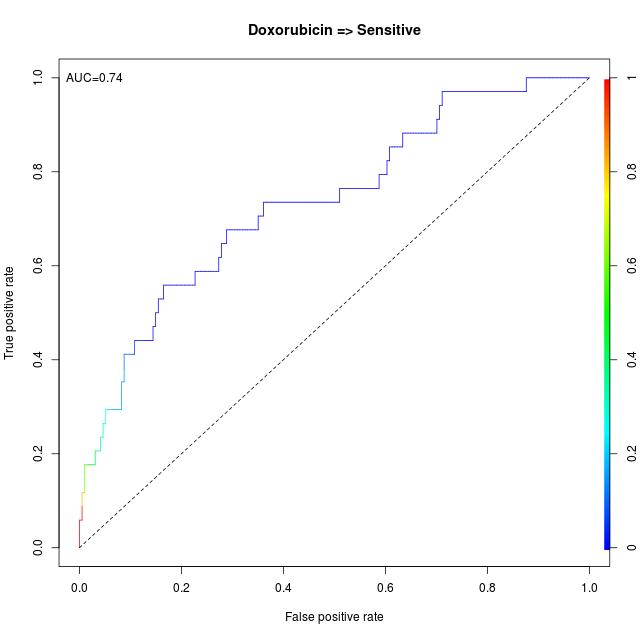 Doxorubicin => Sensitive
AUC=0.74
True positive rate
1.0
0.8
0.6
0.4
0.2
0.0
0.0 0.2 0.4 0.6 0.8 1.0
False positive rate
1
0.8
0.6
0.4
0.2
0